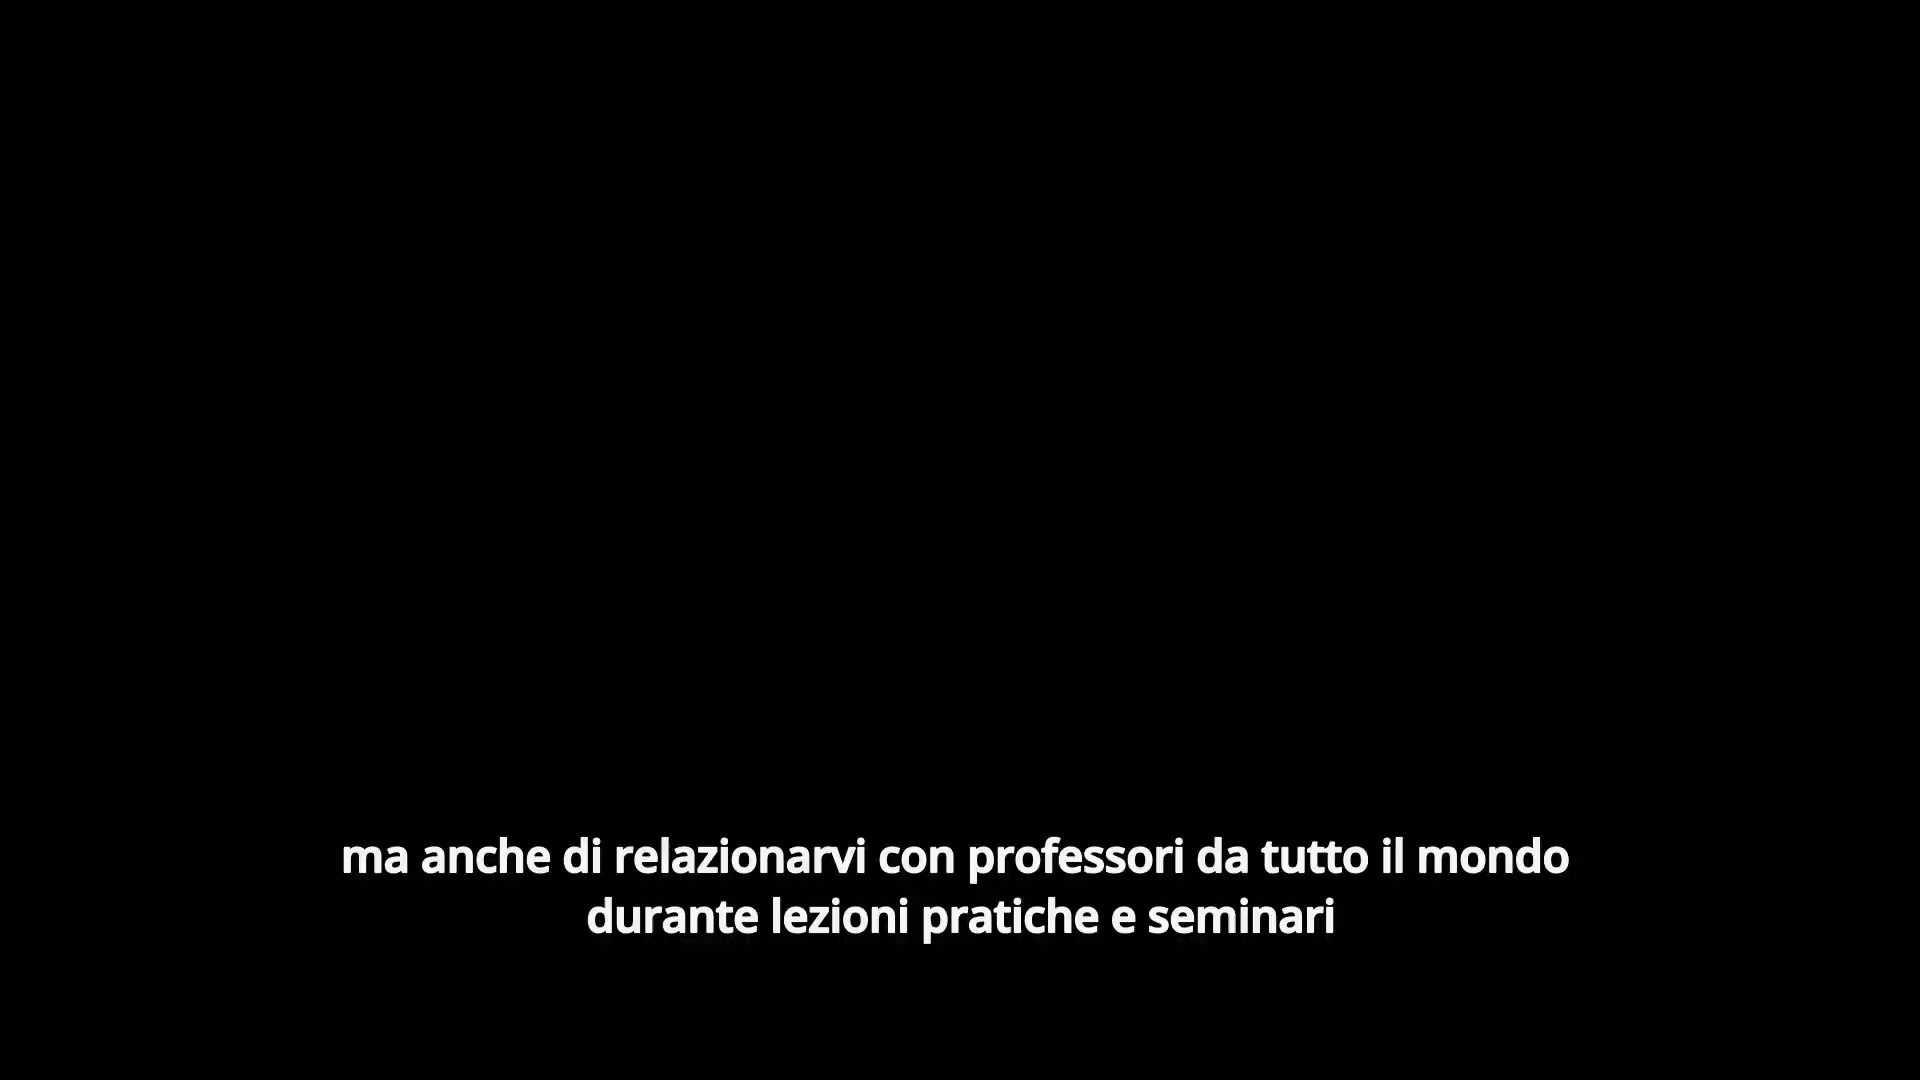 ma anche di relazionarvi con professori da tutto il mondo
durante lezioni pratiche e seminari